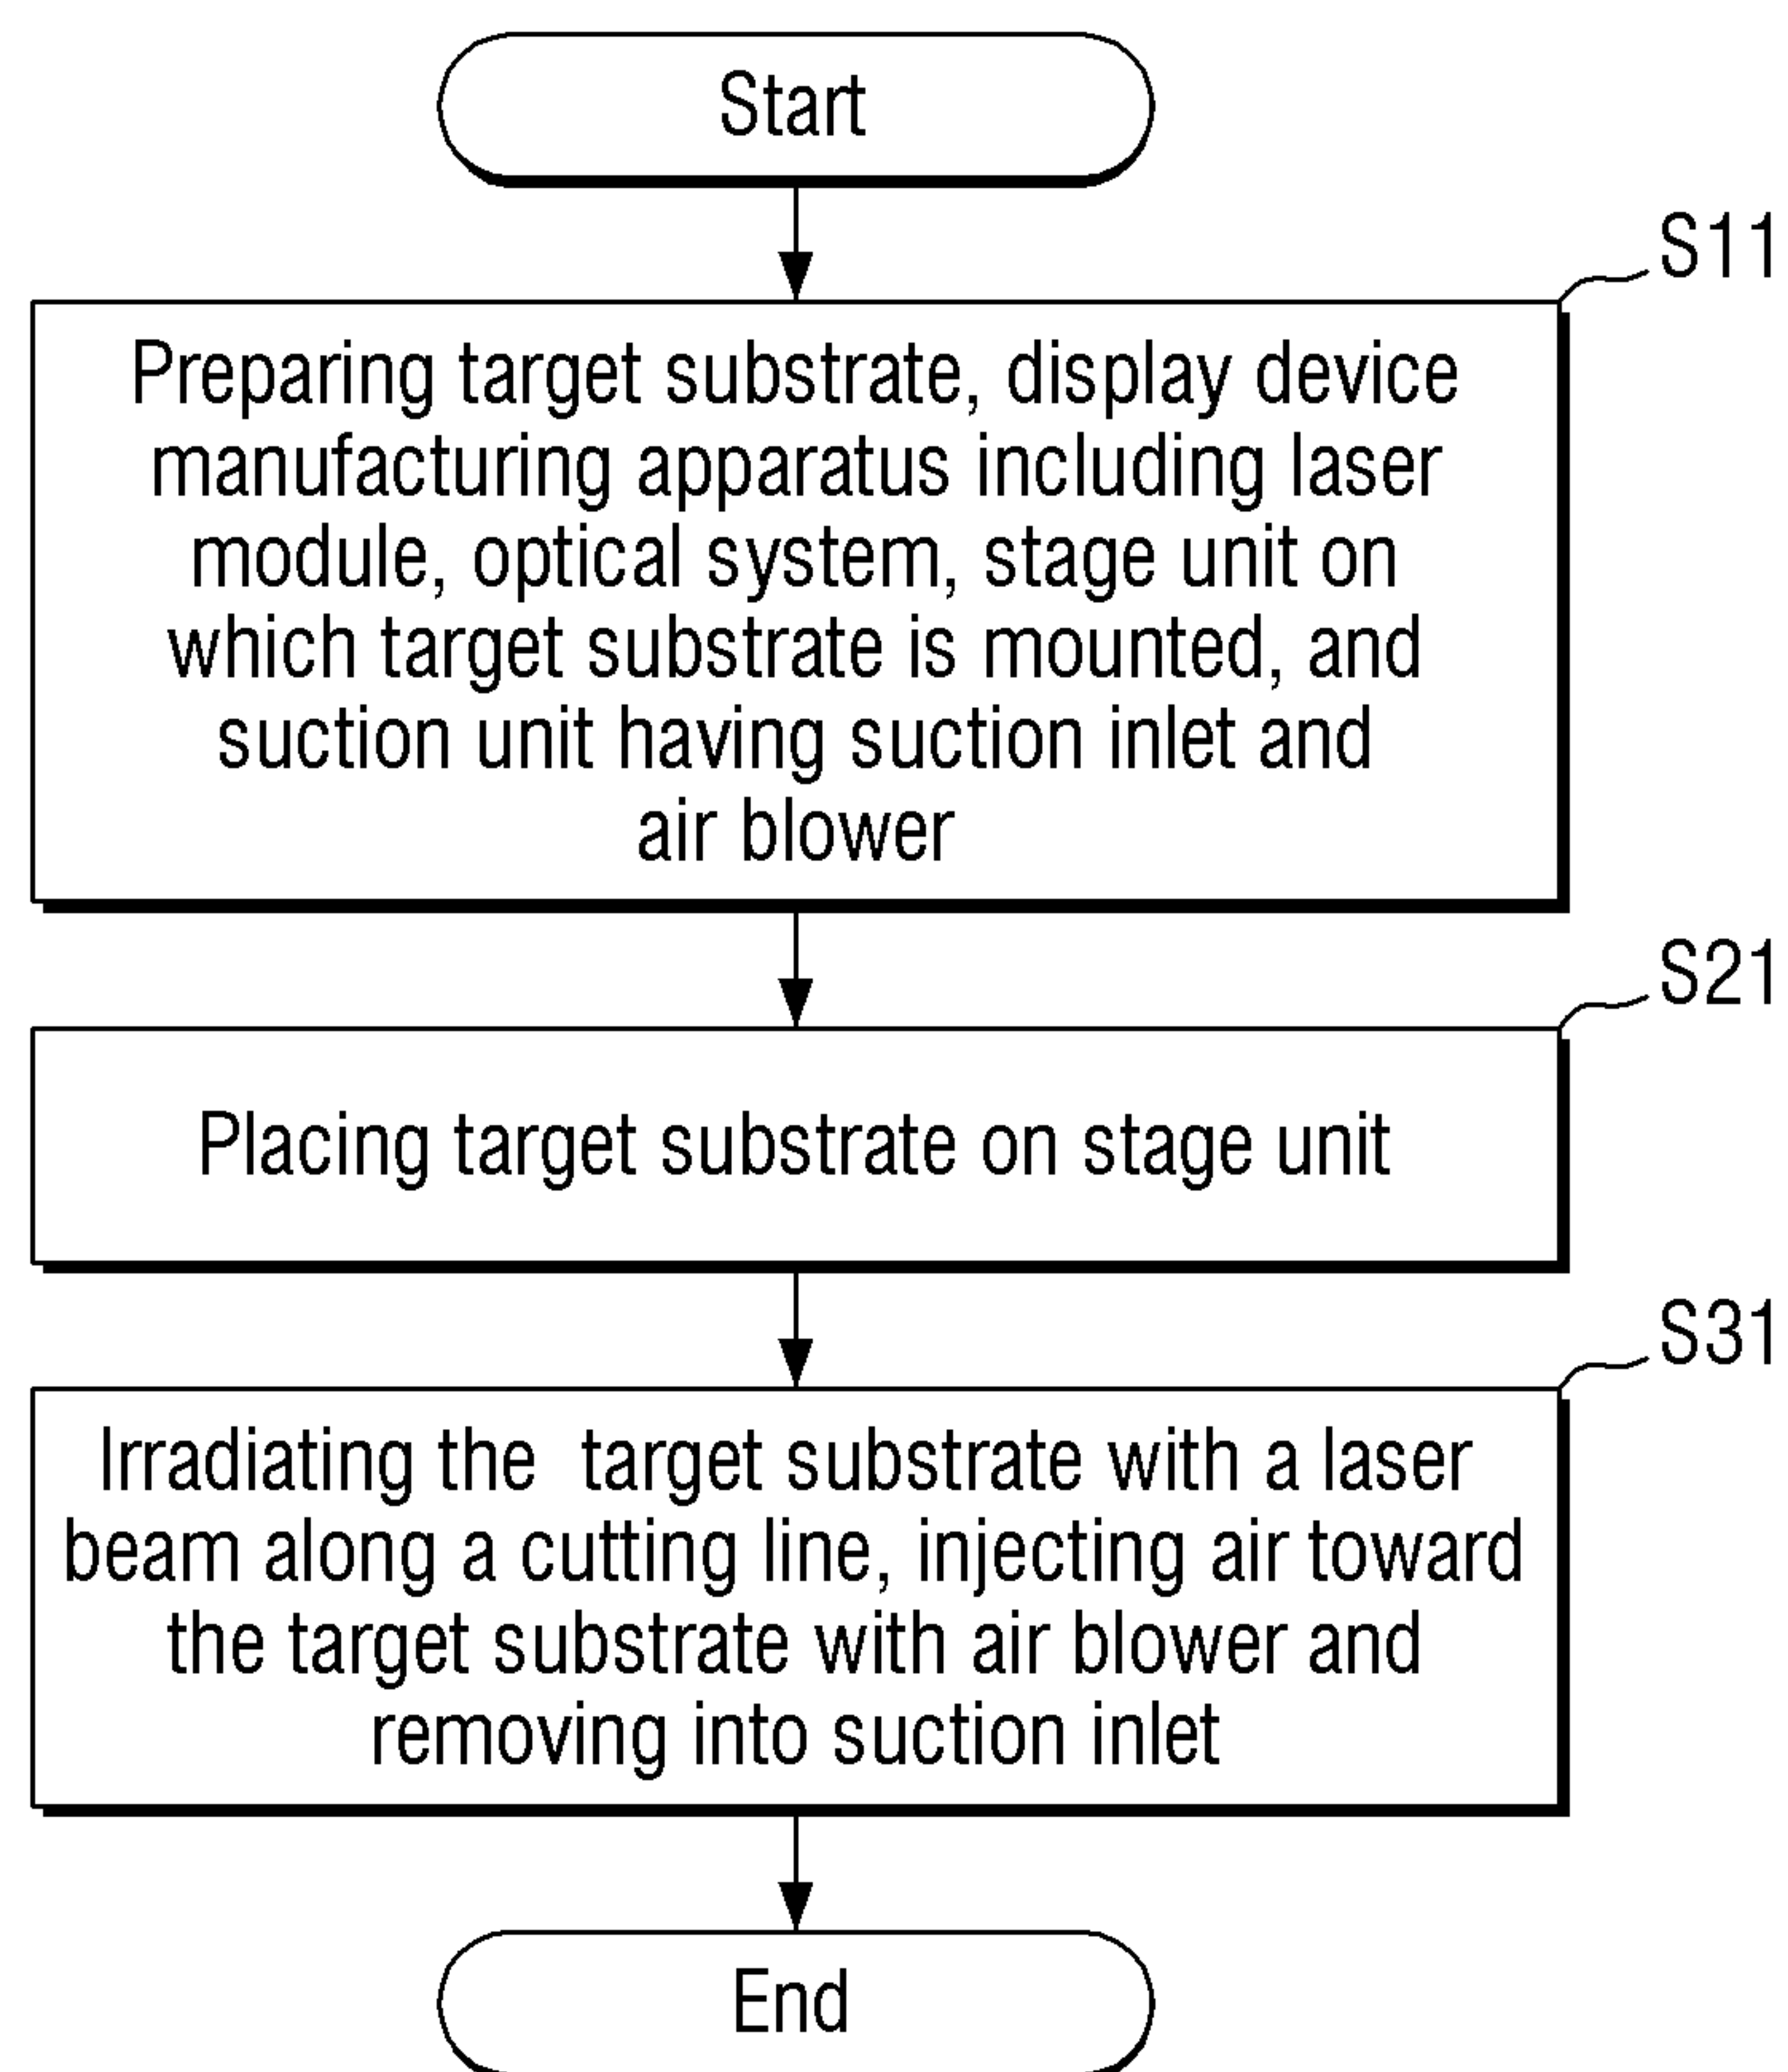 Start
S11
Preparing target substrate, display device
manufacturing apparatus including laser
module, optical system, stage unit on
which target substrate is mounted, and
suction unit having suction inlet and
air blower
S21
Placing target substrate on stage unit
S31
Irradiating the target substrate with a laser
beam along a cutting line, injecting air toward
the target substrate with air blower and
removing into suction inlet
End